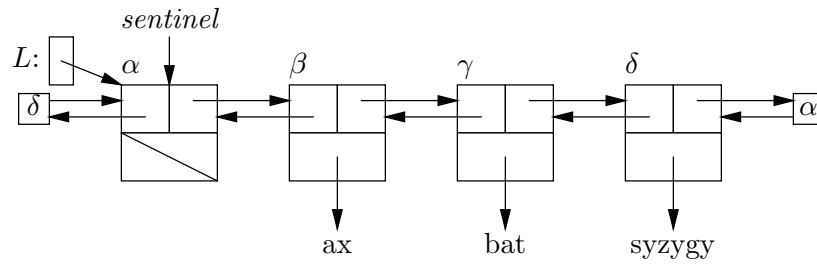 sentinel
L: α β γ δ
δ α
ax bat syzygy